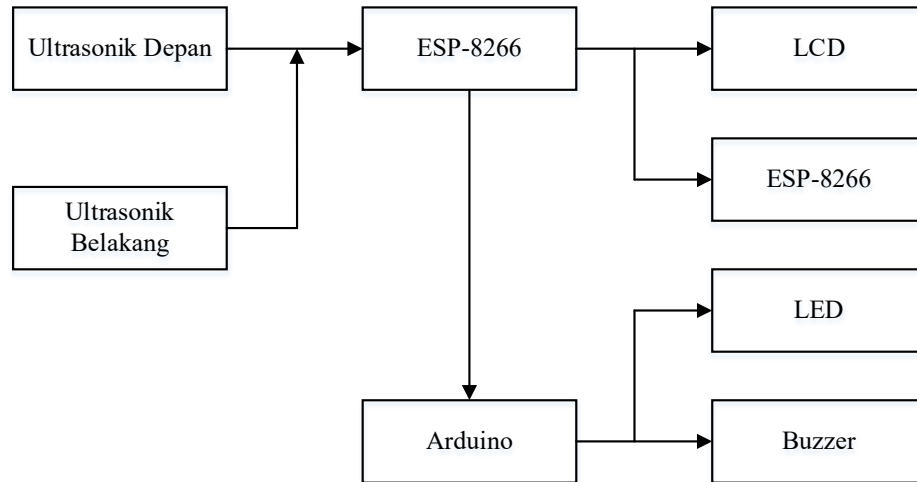 Ultrasonik Depan
ESP-8266
LCD
ESP-8266
Ultrasonik
Belakang
LED
Arduino
Buzzer